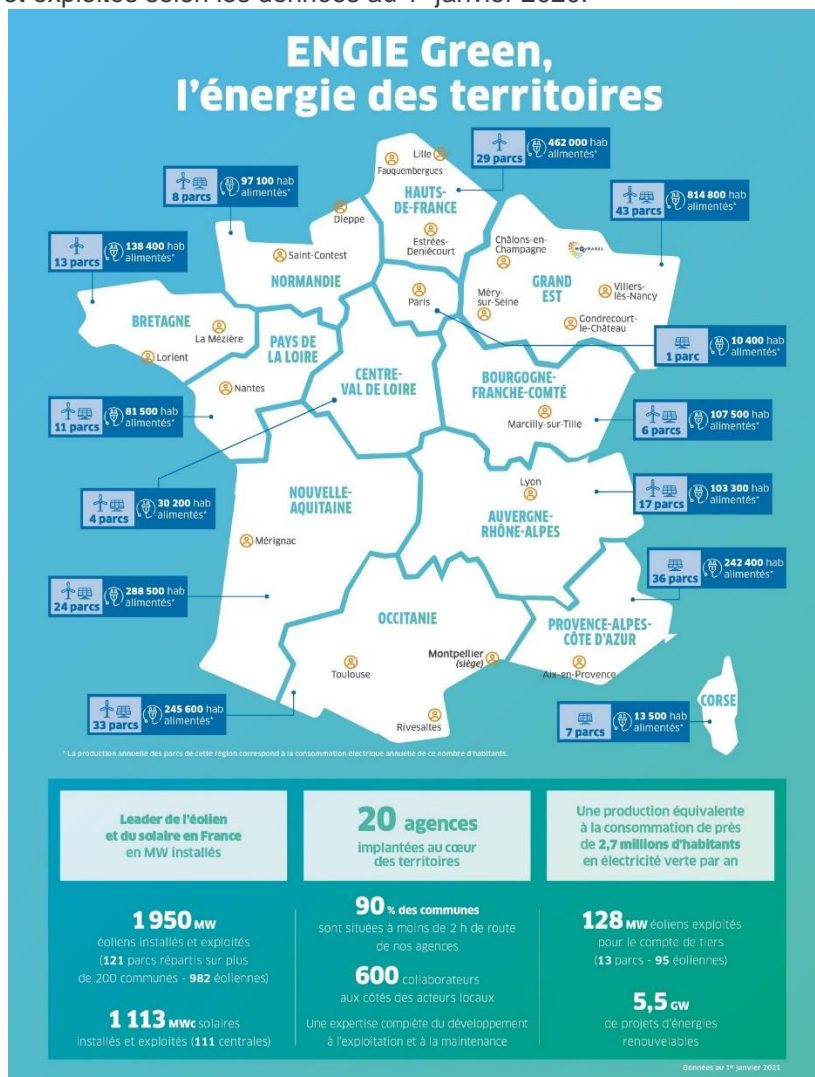 et exploités selon les données au 1er janvier 2020.
ENGIE Green,
l'énergie des territoires
29 parcs
462 000 hab
alimentés*
Lille
Fauquembergues
8 parcs
97 100 hab
alimentés*
HAUTS-
DE-FRANCE
43 parcs
814 800 hab
alimentés*
Dieppe
Estrées-
Deniécourt
Châlons-en-
Champagne
13 parcs
138 400 hab
alimentés*
Saint-Contest
NORMANDIE
Paris
Méry-
sur-Seine
GRAND
EST
Villers-
lès-Nancy
Gondrecourt-
le-Château
BRETAGNE
La Mézière
Lorient
PAYS DE
LA LOIRE
CENTRE-
VAL DE LOIRE
1 parc
10 400 hab
alimentés*
BOURGOGNE-
FRANCHE-COMTÉ
Nantes
Marcilly-sur-Tille
11 parcs
81 500 hab
alimentés*
6 parcs
107 500 hab
alimentés*
4 parcs
30 200 hab
alimentés*
NOUVELLE-
AQUITAINE
Lyon
AUVERGNE-
RHÔNE-ALPES
17 parcs
103 300 hab
alimentés*
Mérignac
36 parcs
242 400 hab
alimentés*
24 parcs
288 500 hab
alimentés*
OCCITANIE
PROVENCE-ALPES-
CÔTE D'AZUR
Montpellier
(siège)
Toulouse
Aix-en-Provence
CORSE
33 parcs
245 600 hab
alimentés*
Rivesaltes
7 parcs
13 500 hab
alimentés*
* La production annuelle des parcs de cette région correspond à la consommation électrique annuelle de ce nombre d'habitants.
Leader de l'éolien
et du solaire en France
en MW installés
1 950 MW
éoliens installés et exploités
(121 parcs répartis sur plus
de 200 communes - 982 éoliennes)
1 113 MWc solaires
installés et exploités (111 centrales)
20 agences
implantées au cœur
des territoires
90 % des communes
sont situées à moins de 2 h de route
de nos agences
600 collaborateurs
aux côtés des acteurs locaux
Une expertise complète du développement
à l'exploitation et à la maintenance
Une production équivalente
à la consommation de près
de 2,7 millions d'habitants
en électricité verte par an
128 MW éoliens exploités
pour le compte de tiers
(13 parcs - 95 éoliennes)
5,5 GW
de projets d'énergies
renouvelables
Données au 1er janvier 2021